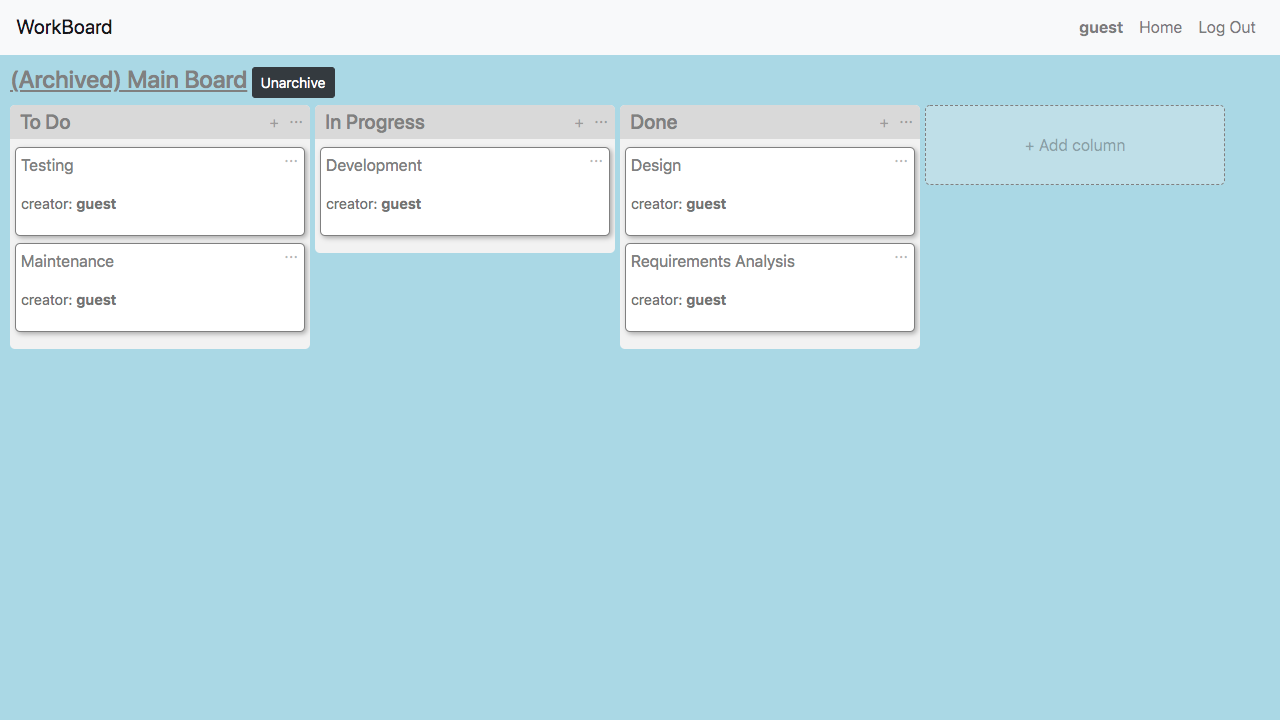 WorkBoard
guest Home Log Out
(Archived) Main Board Unarchive
To Do + ···
Testing ···
creator: guest
Maintenance ···
creator: guest
In Progress + ···
Development ···
creator: guest
Done + ···
Design ···
creator: guest
Requirements Analysis ···
creator: guest
+ Add column